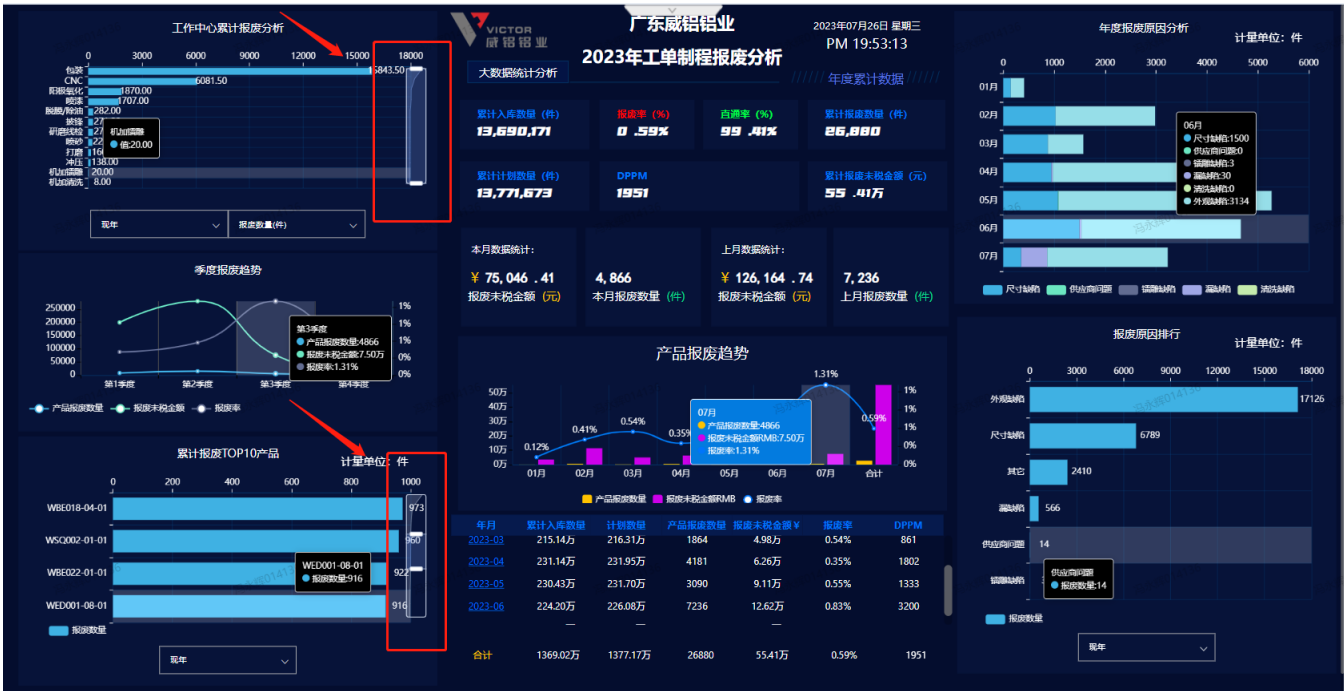 工作中心累计报废分析
0 3000 6000 9000 12000 15000 18000
包装
CNC 6081.50
阳极氧化 1870.00
喷漆 1707.00
脱膜/除油 282.00
披锋
研磨线检
喷砂
打磨
冲压 138.00
机加镭雕 20.00
机加清洗 8.00
机加镭雕
值:20.00
现年
报废数量(件)
季度报废趋势
250000
200000
150000
100000
50000
0
1%
1%
1%
0%
0%
第1季度 第2季度 第3季度 第4季度
第3季度
产品报废数量:4866
报废未税金额:7.50万
报废率:1.31%
产品报废数量 报废未税金额 报废率
累计报废TOP10产品
计量单位：件
0 200 400 600 800 1000
WBE018-04-01 973
WSQ002-01-01 960
WBE022-01-01 922
WED001-08-01 916
WED001-08-01
报废数量:916
报废数量
现年
VICTOR
威铝铝业
广东威铝铝业
2023年工单制程报废分析
2023年07月26日 星期三
PM 19:53:13
大数据统计分析
年度累计数据
累计入库数量（件）
13,690,171
报废率（%）
0 .59%
直通率（%）
99 .41%
累计报废数量（件）
26,880
累计计划数量（件）
13,771,673
DPPM
1951
累计报废未税金额（元）
55 .41万
本月数据统计:
¥ 75,046 .41
报废未税金额（元）
4,866
本月报废数量（件）
上月数据统计:
¥ 126,164 .74
报废未税金额（元）
7,236
上月报废数量（件）
产品报废趋势
50万
40万
30万
20万
10万
0万
0.12%
0.41%
0.54%
1.31%
0.59%
1%
1%
1%
0%
0%
01月 02月 03月 04月 05月 06月 07月 合计
07月
产品报废数量:4866
报废未税金额RMB:7.50万
报废率:1.31%
产品报废数量 报废未税金额RMB 报废率
年月 累计入库数量 计划数量 产品报废数量 报废未税金额¥ 报废率 DPPM
2023-03 215.14万 216.31万 1864 4.98万 0.54% 861
2023-04 231.14万 231.95万 4181 6.26万 0.35% 1802
2023-05 230.43万 231.70万 3090 9.11万 0.55% 1333
2023-06 224.20万 226.08万 7236 12.62万 0.83% 3200
合计 1369.02万 1377.17万 26880 55.41万 0.59% 1951
年度报废原因分析
计量单位：件
0 1000 2000 3000 4000 5000 6000
01月
02月
03月
04月
05月
06月
07月
06月
尺寸缺陷:1500
供应商问题:0
镭雕缺陷:3
漏缺陷:30
清洗缺陷:0
外观缺陷:3134
尺寸缺陷 供应商问题 镭雕缺陷 漏缺陷 清洗缺陷
报废原因排行
计量单位：件
0 3000 6000 9000 12000 15000 18000
外观缺陷 17126
尺寸缺陷 6789
其它 2410
漏缺陷 566
供应商问题 14
镭雕缺陷
供应商问题
报废数量:14
报废数量
现年